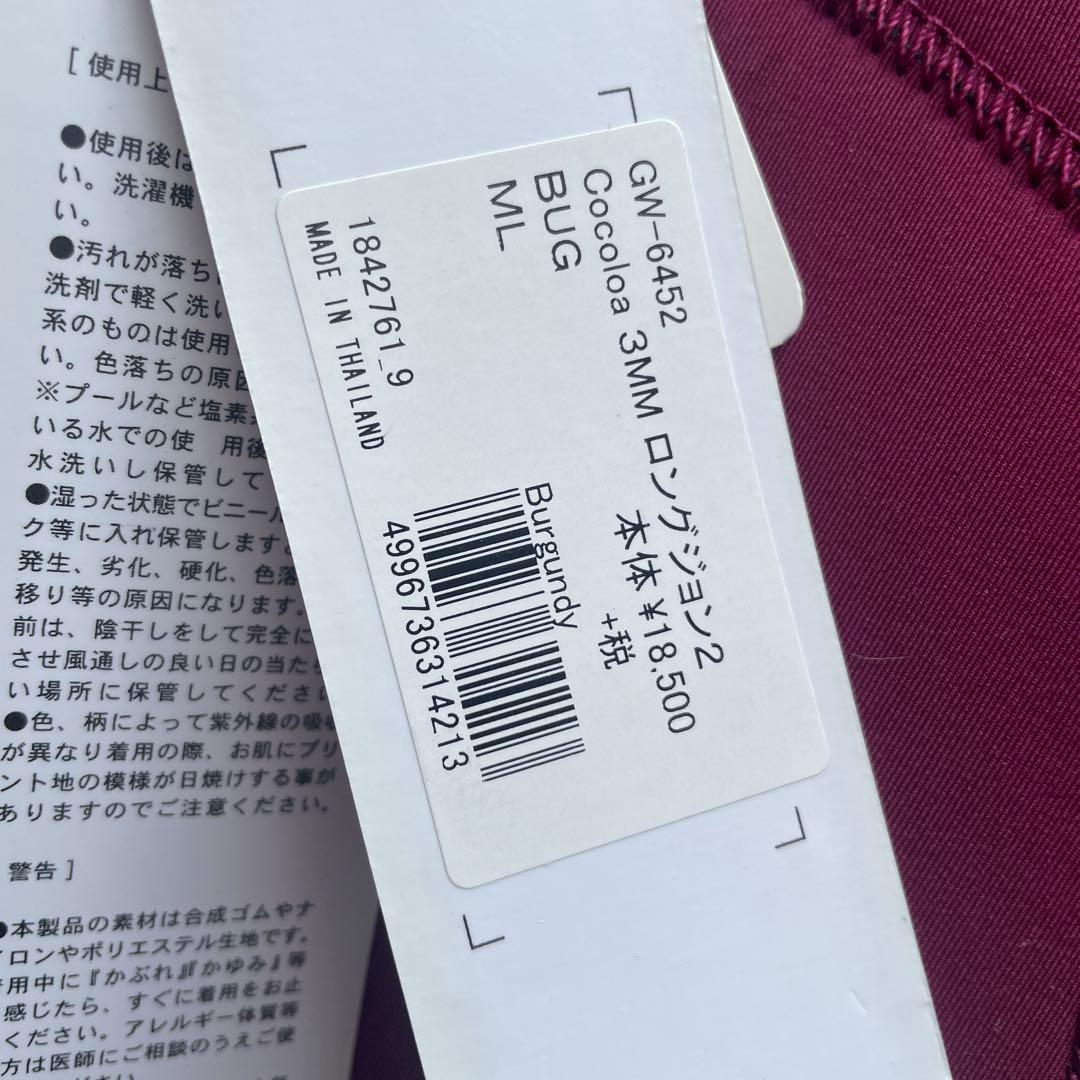 [ 使用上
●使用後は
い。洗濯機
い。
●汚れが落ち
洗剤で軽く洗い
系のものは使用
い。色落ちの原因
※プールなど塩素
いる水での使 用後
水洗いし保管して
●湿った状態でビニール
ク等に入れ保管します
発生、劣化、硬化、色落
移り等の原因になります。
前は、陰干しをして完全に
させ風通しの良い日の当たら
い場所に保管してください
●色、柄によって紫外線の吸収
が異なり着用の際、お肌にプリ
ント地の模様が日焼けする事が
ありますのでご注意ください。
警告 ]
●本製品の素材は合成ゴムやナ
イロンやポリエステル生地です。
着用中に『かぶれ』『かゆみ』等
感じたら、すぐに着用をお止
ください。アレルギー体質等
方は医師にご相談のうえご使
GW-6452
Cocoloa 3MM ロングジョン2
BUG
本体¥18,500
ML
+税
Burgundy
4996736314213
1842761_9
MADE IN THAILAND